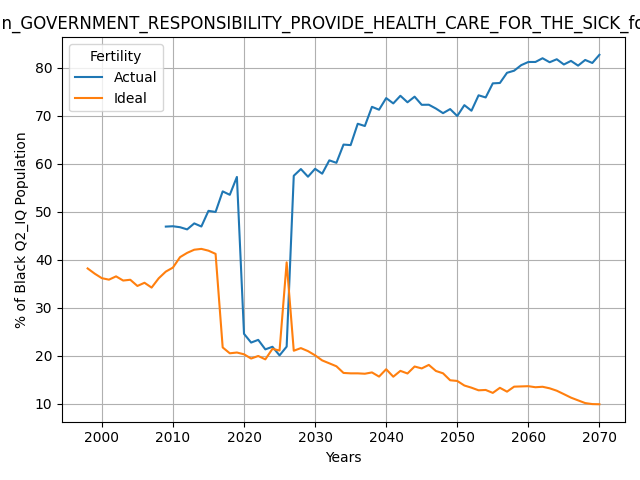 n_GOVERNMENT_RESPONSIBILITY_PROVIDE_HEALTH_CARE_FOR_THE_SICK_fo
Fertility
Actual
Ideal
% of Black Q2_IQ Population
80
70
60
50
40
30
20
10
2000 2010 2020 2030 2040 2050 2060 2070
Years